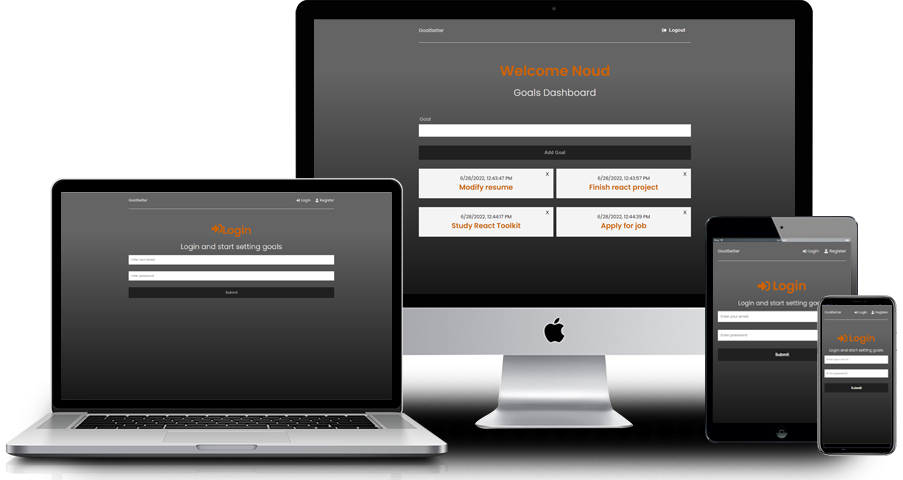 GoalSetter Logout
Welcome Noud
Goals Dashboard
Goal
Add Goal
6/28/2022, 12:43:47 PM X
Modify resume
6/28/2022, 12:43:57 PM X
Finish react project
6/28/2022, 12:44:17 PM X
Study React Toolkit
6/28/2022, 12:44:39 PM X
Apply for job
GoalSetter Login Register
Login
Login and start setting goals
Enter your email
Enter password
Submit
GoalSetter Login Register
Login
Login and start setting goa
Enter your email
Enter password
Submit
GoalSetter Login Register
Login
Login and start setting goals
Enter your email
Enter password
Submit